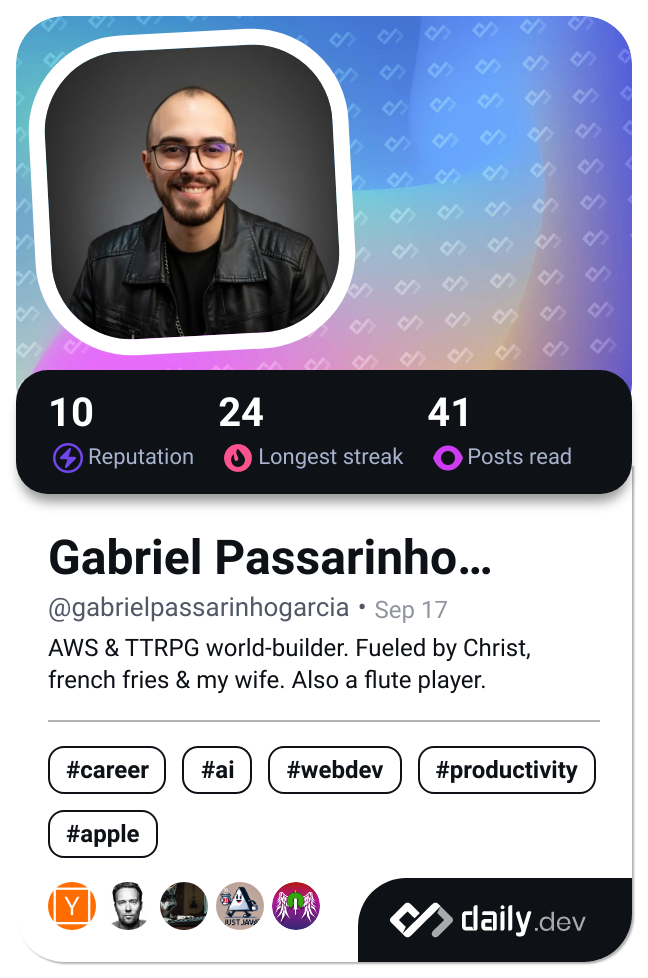 10 24 41
Reputation Longest streak Posts read
Gabriel Passarinho...
@gabrielpassarinhogarcia • Sep 17
AWS & TTRPG world-builder. Fueled by Christ,
french fries & my wife. Also a flute player.
#career #ai #webdev #productivity
#apple
Y JUST JAVA
daily.dev